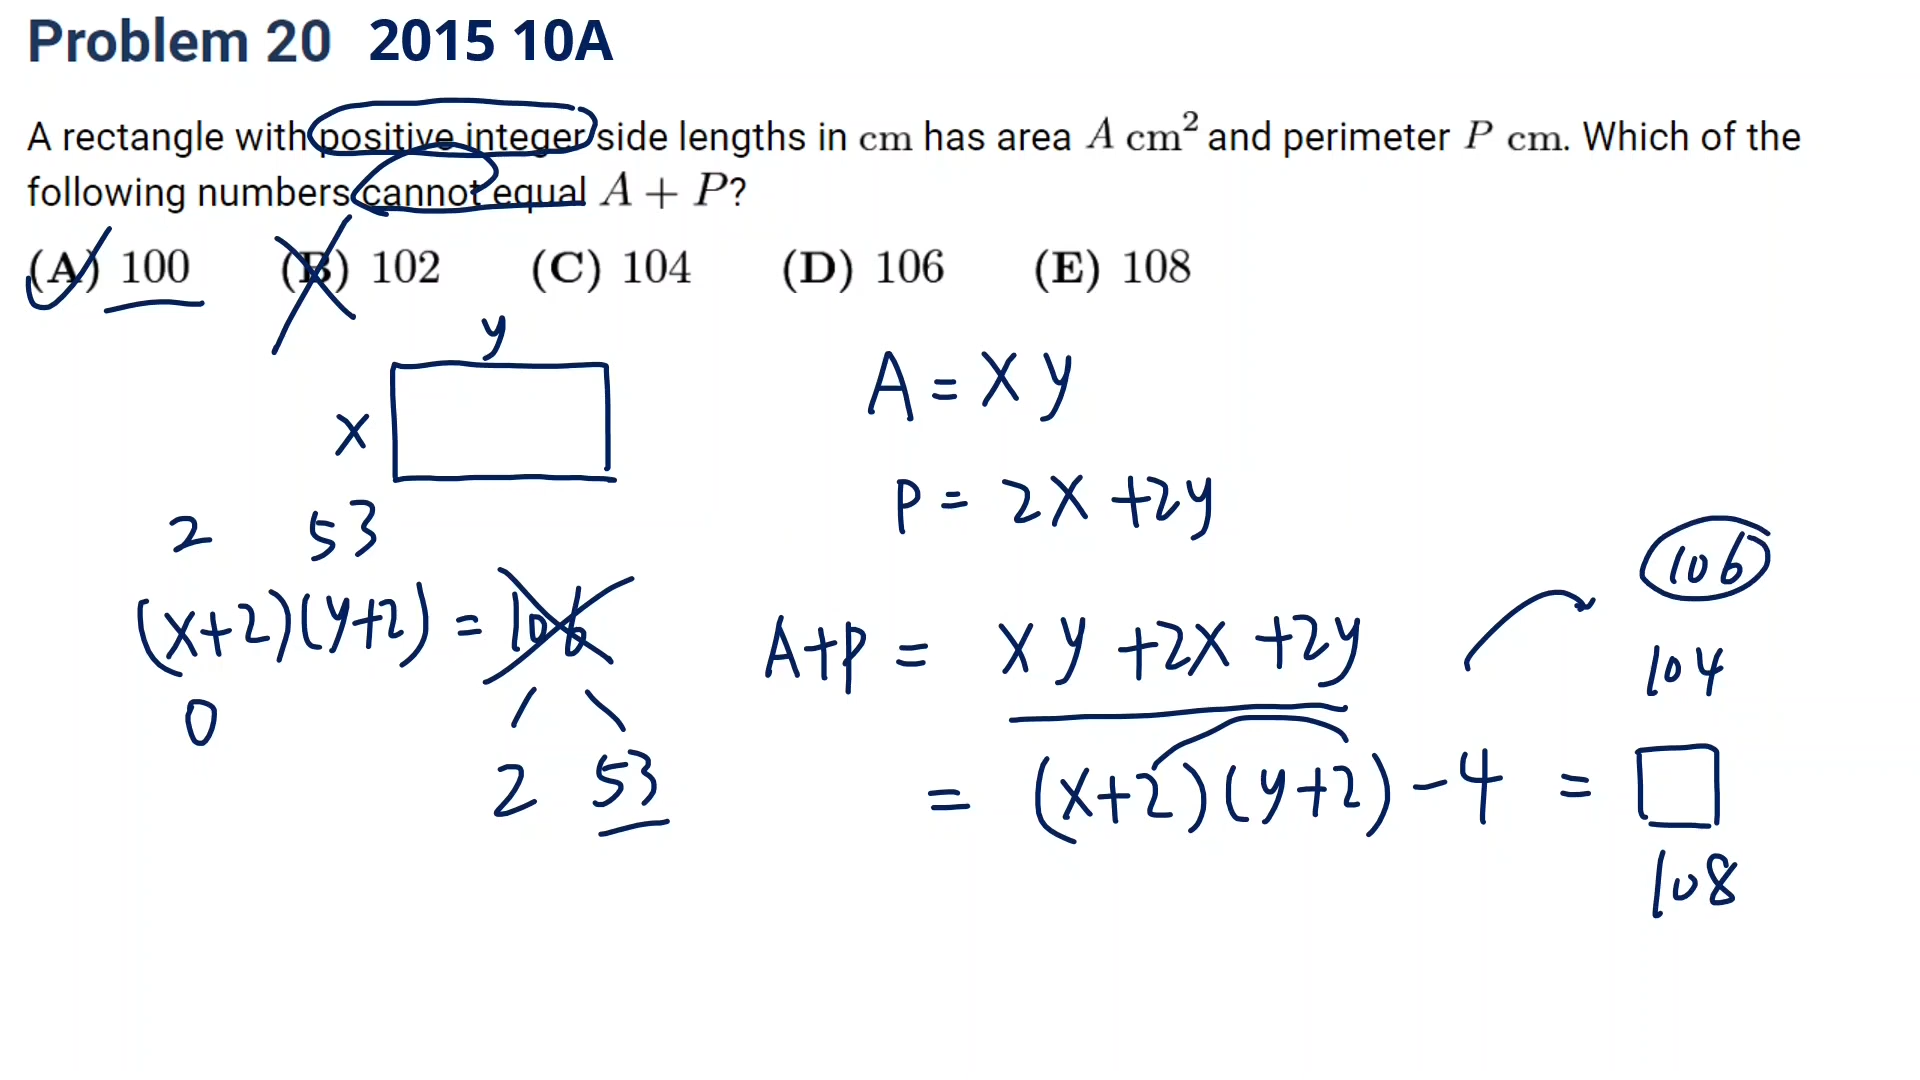 Problem 20 2015 10A
A rectangle with positive integer side lengths in cm has area A cm² and perimeter P cm. Which of the
following numbers cannot equal A + P?
(A) 100 (B) 102 (C) 104 (D) 106 (E) 108
y
x
A = x y
P = 2x + 2y
2 53
106
(x+2)(y+2) = 106
A+P = xy + 2x + 2y
104
0
2 53
= (x+2)(y+2) - 4 = □
108